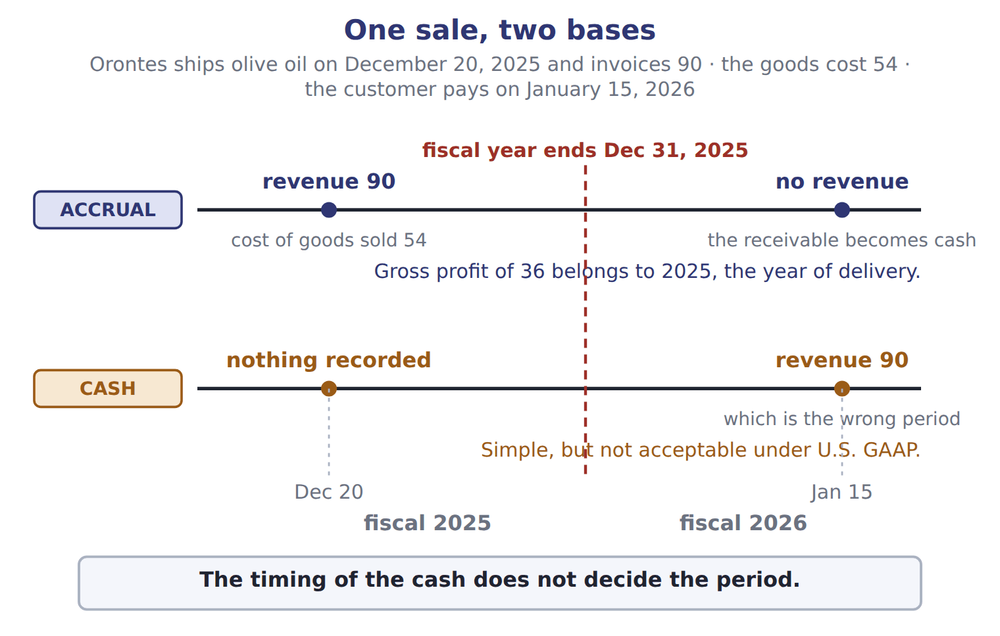 One sale, two bases
Orontes ships olive oil on December 20, 2025 and invoices 90 · the goods cost 54 ·
the customer pays on January 15, 2026
fiscal year ends Dec 31, 2025
revenue 90
no revenue
ACCRUAL
cost of goods sold 54
the receivable becomes cash
Gross profit of 36 belongs to 2025, the year of delivery.
nothing recorded
revenue 90
CASH
which is the wrong period
Simple, but not acceptable under U.S. GAAP.
Dec 20
Jan 15
fiscal 2025
fiscal 2026
The timing of the cash does not decide the period.